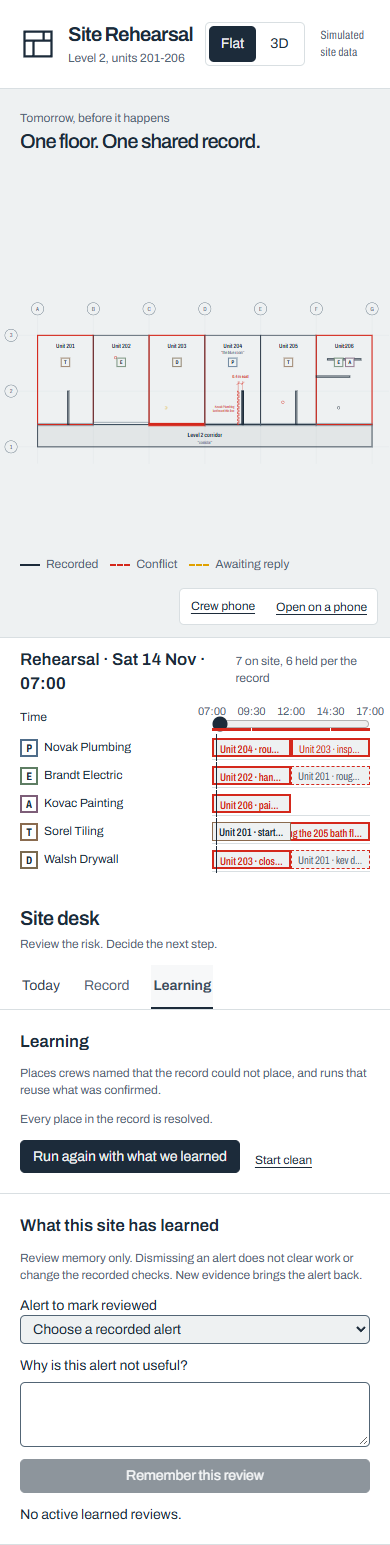 Site Rehearsal
Level 2, units 201-206
Flat
3D
Simulated
site data
Tomorrow, before it happens
One floor. One shared record.
A
C
E
F
G
3
Unit 201
Unit 202
Unit 203
Unit 204
Unit 205
Unit206
T
E
D
P
T
E
A
2
Level 2 corridor
1
Recorded
Conflict
Awaiting reply
Crew phone
Open on a phone
Rehearsal · Sat 14 Nov ·
07:00
7 on site, 6 held per the
record
Time
07:00
09:30
12:00
14:30
17:00
P
Novak Plumbing
Unit 204 · rou...
Unit 203 · insp...
E
Brandt Electric
Unit 202 · han...
Unit 201 · roug...
A
Kovac Painting
Unit 206 · pai...
T
Sorel Tiling
Unit 201 · start...
g the 205 bath fl...
D
Walsh Drywall
Unit 203 · clos...
Unit 201 · kev d...
Site desk
Review the risk. Decide the next step.
Today
Record
Learning
Learning
Places crews named that the record could not place, and runs that
reuse what was confirmed.
Every place in the record is resolved.
Run again with what we learned
Start clean
What this site has learned
Review memory only. Dismissing an alert does not clear work or
change the recorded checks. New evidence brings the alert back.
Alert to mark reviewed
Choose a recorded alert
Why is this alert not useful?
Remember this review
No active learned reviews.